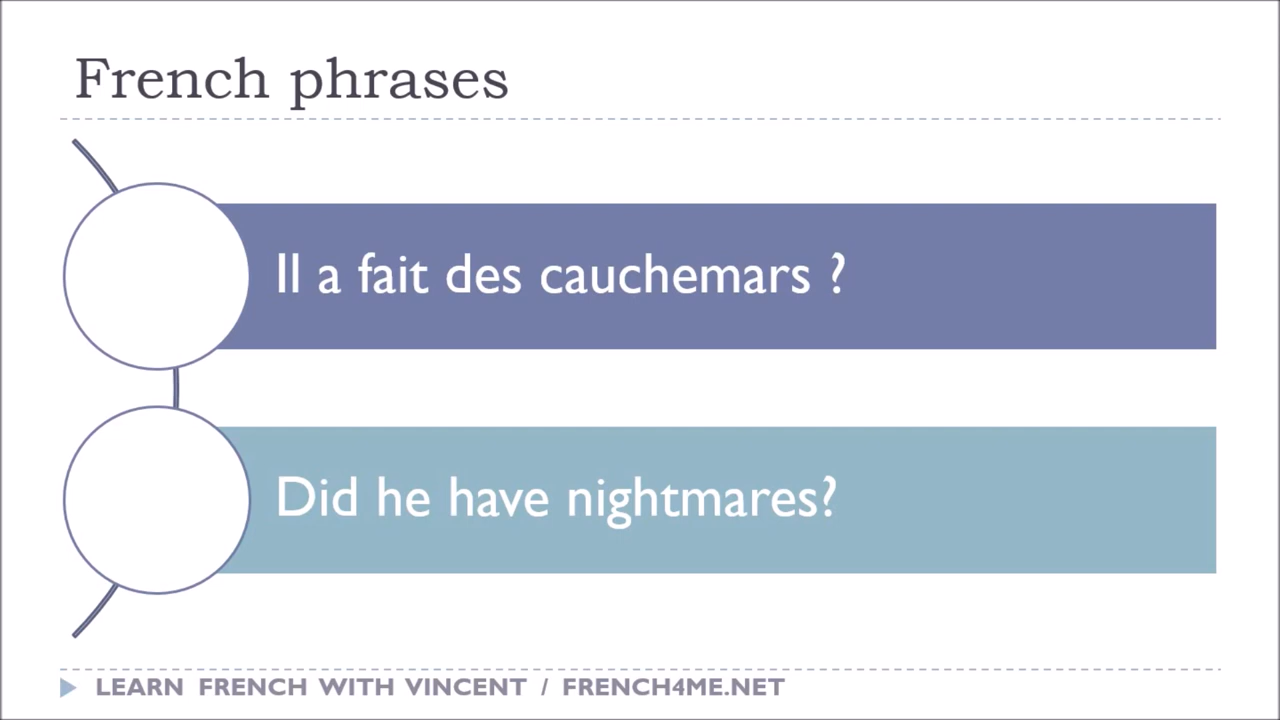 French phrases
Il a fait des cauchemars ?
Did he have nightmares?
LEARN FRENCH WITH VINCENT / FRENCH4ME.NET